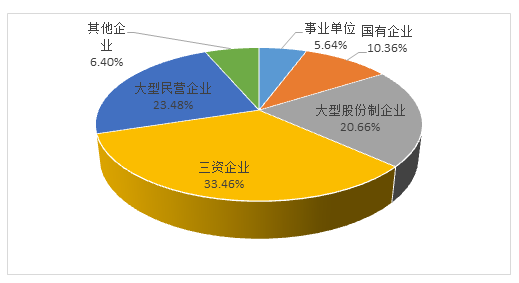 其他企
业
6.40%
事业单位
5.64%
国有企业
10.36%
大型民营企业
23.48%
大型股份制企业
20.66%
三资企业
33.46%